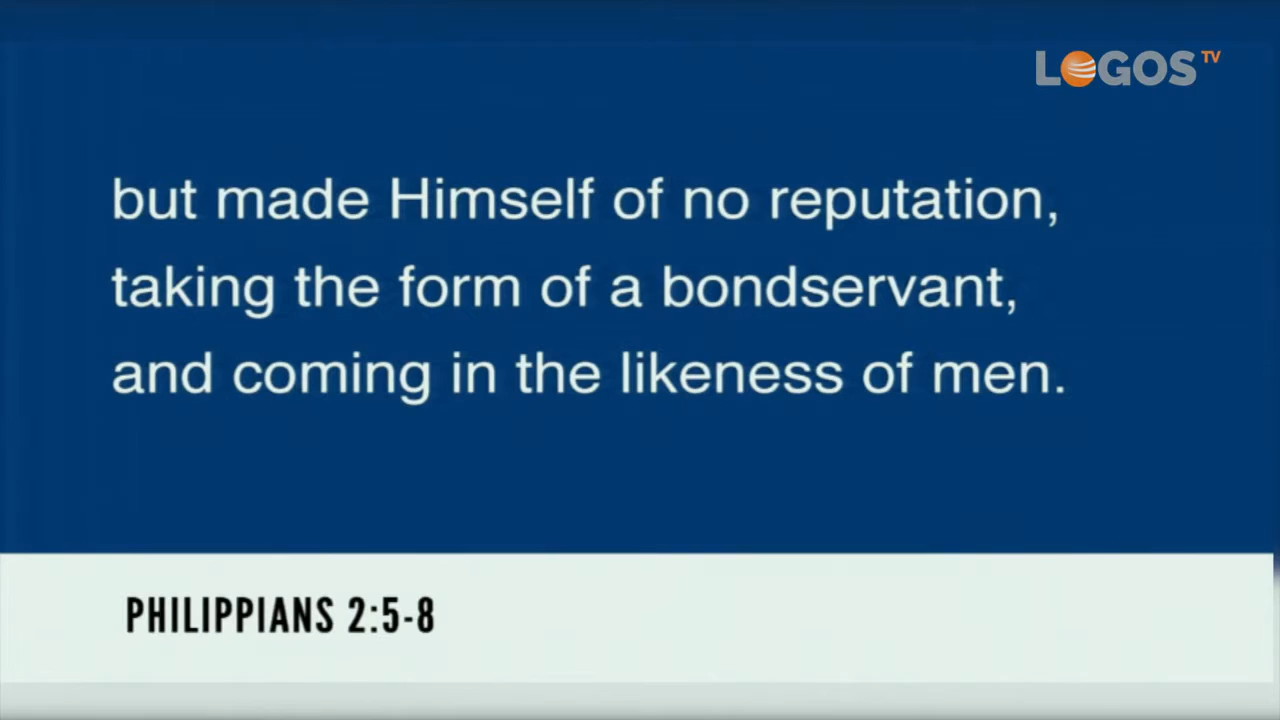 LOGOS TV
but made Himself of no reputation,
taking the form of a bondservant,
and coming in the likeness of men.
PHILIPPIANS 2:5-8